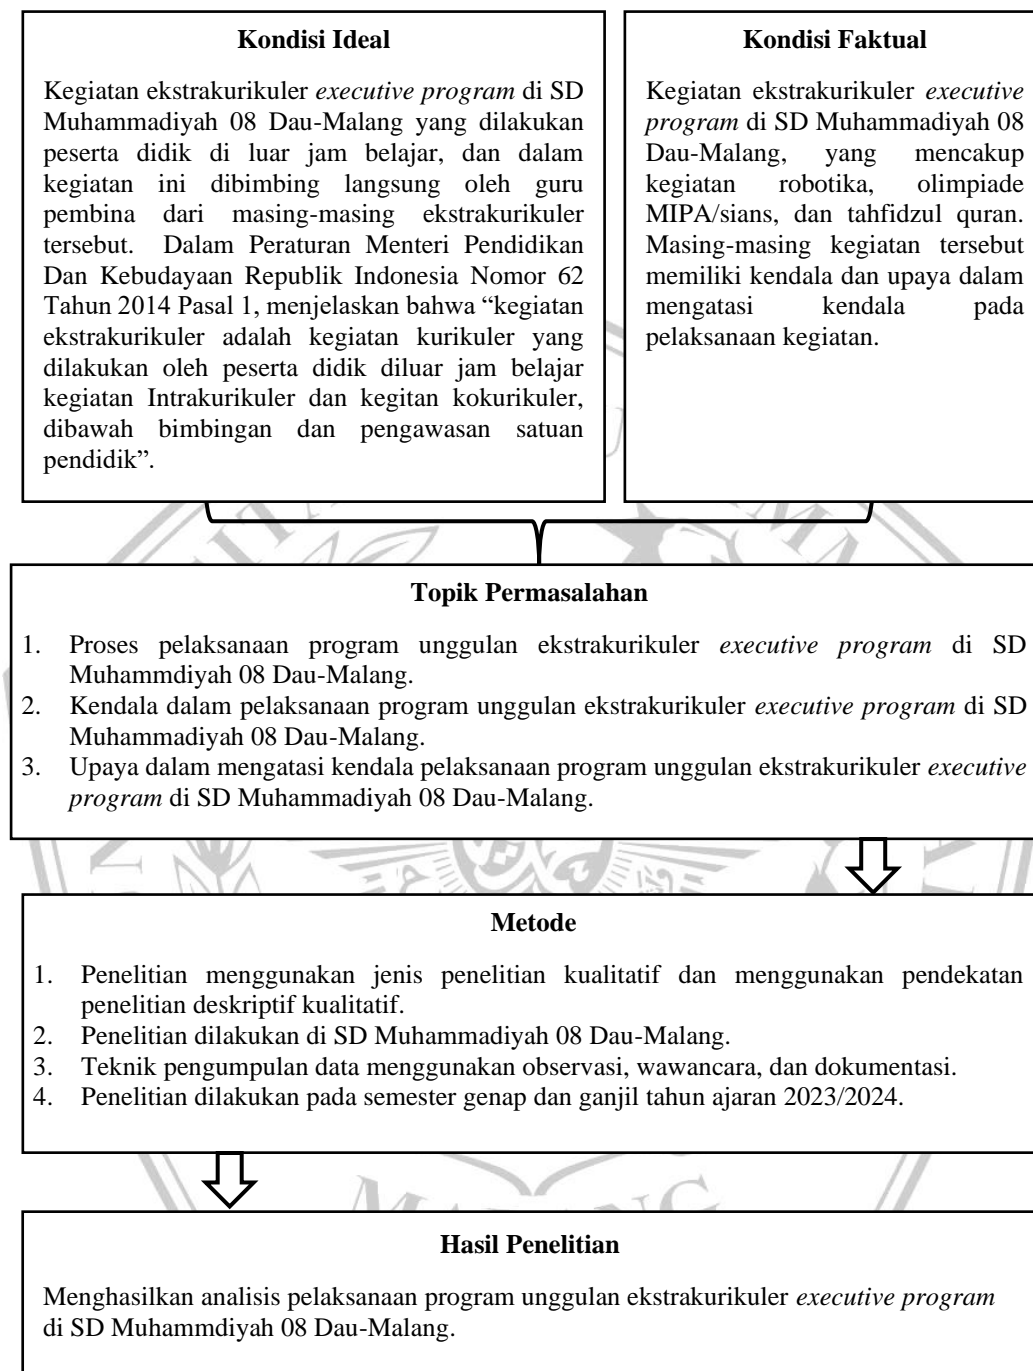 Kondisi Ideal
Kegiatan ekstrakurikuler executive program di SD
Muhammadiyah 08 Dau-Malang yang dilakukan
peserta didik di luar jam belajar, dan dalam
kegiatan ini dibimbing langsung oleh guru
pembina dari masing-masing ekstrakurikuler
tersebut. Dalam Peraturan Menteri Pendidikan
Dan Kebudayaan Republik Indonesia Nomor 62
Tahun 2014 Pasal 1, menjelaskan bahwa “kegiatan
ekstrakurikuler adalah kegiatan kurikuler yang
dilakukan oleh peserta didik diluar jam belajar
kegiatan Intrakurikuler dan kegitan kokurikuler,
dibawah bimbingan dan pengawasan satuan
pendidik”.
Kondisi Faktual
Kegiatan ekstrakurikuler executive
program di SD Muhammadiyah 08
Dau-Malang, yang mencakup
kegiatan robotika, olimpiade
MIPA/sians, dan tahfidzul quran.
Masing-masing kegiatan tersebut
memiliki kendala dan upaya dalam
mengatasi kendala pada
pelaksanaan kegiatan.
Topik Permasalahan
1. Proses pelaksanaan program unggulan ekstrakurikuler executive program di SD
Muhammdiyah 08 Dau-Malang.
2. Kendala dalam pelaksanaan program unggulan ekstrakurikuler executive program di SD
Muhammadiyah 08 Dau-Malang.
3. Upaya dalam mengatasi kendala pelaksanaan program unggulan ekstrakurikuler executive
program di SD Muhammadiyah 08 Dau-Malang.
Metode
1. Penelitian menggunakan jenis penelitian kualitatif dan menggunakan pendekatan
penelitian deskriptif kualitatif.
2. Penelitian dilakukan di SD Muhammadiyah 08 Dau-Malang.
3. Teknik pengumpulan data menggunakan observasi, wawancara, dan dokumentasi.
4. Penelitian dilakukan pada semester genap dan ganjil tahun ajaran 2023/2024.
Hasil Penelitian
Menghasilkan analisis pelaksanaan program unggulan ekstrakurikuler executive program
di SD Muhammdiyah 08 Dau-Malang.